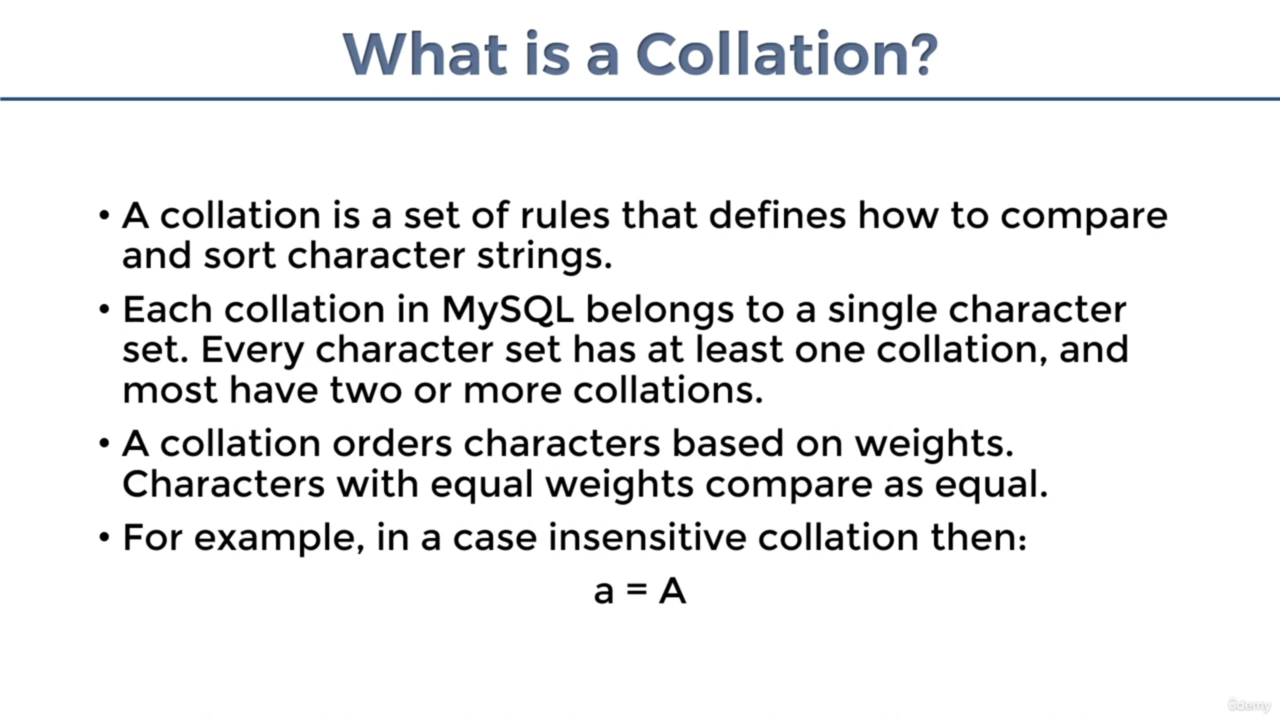 What is a Collation?
• A collation is a set of rules that defines how to compare
and sort character strings.
• Each collation in MySQL belongs to a single character
set. Every character set has at least one collation, and
most have two or more collations.
• A collation orders characters based on weights.
Characters with equal weights compare as equal.
• For example, in a case insensitive collation then:
a = A
ûdemy